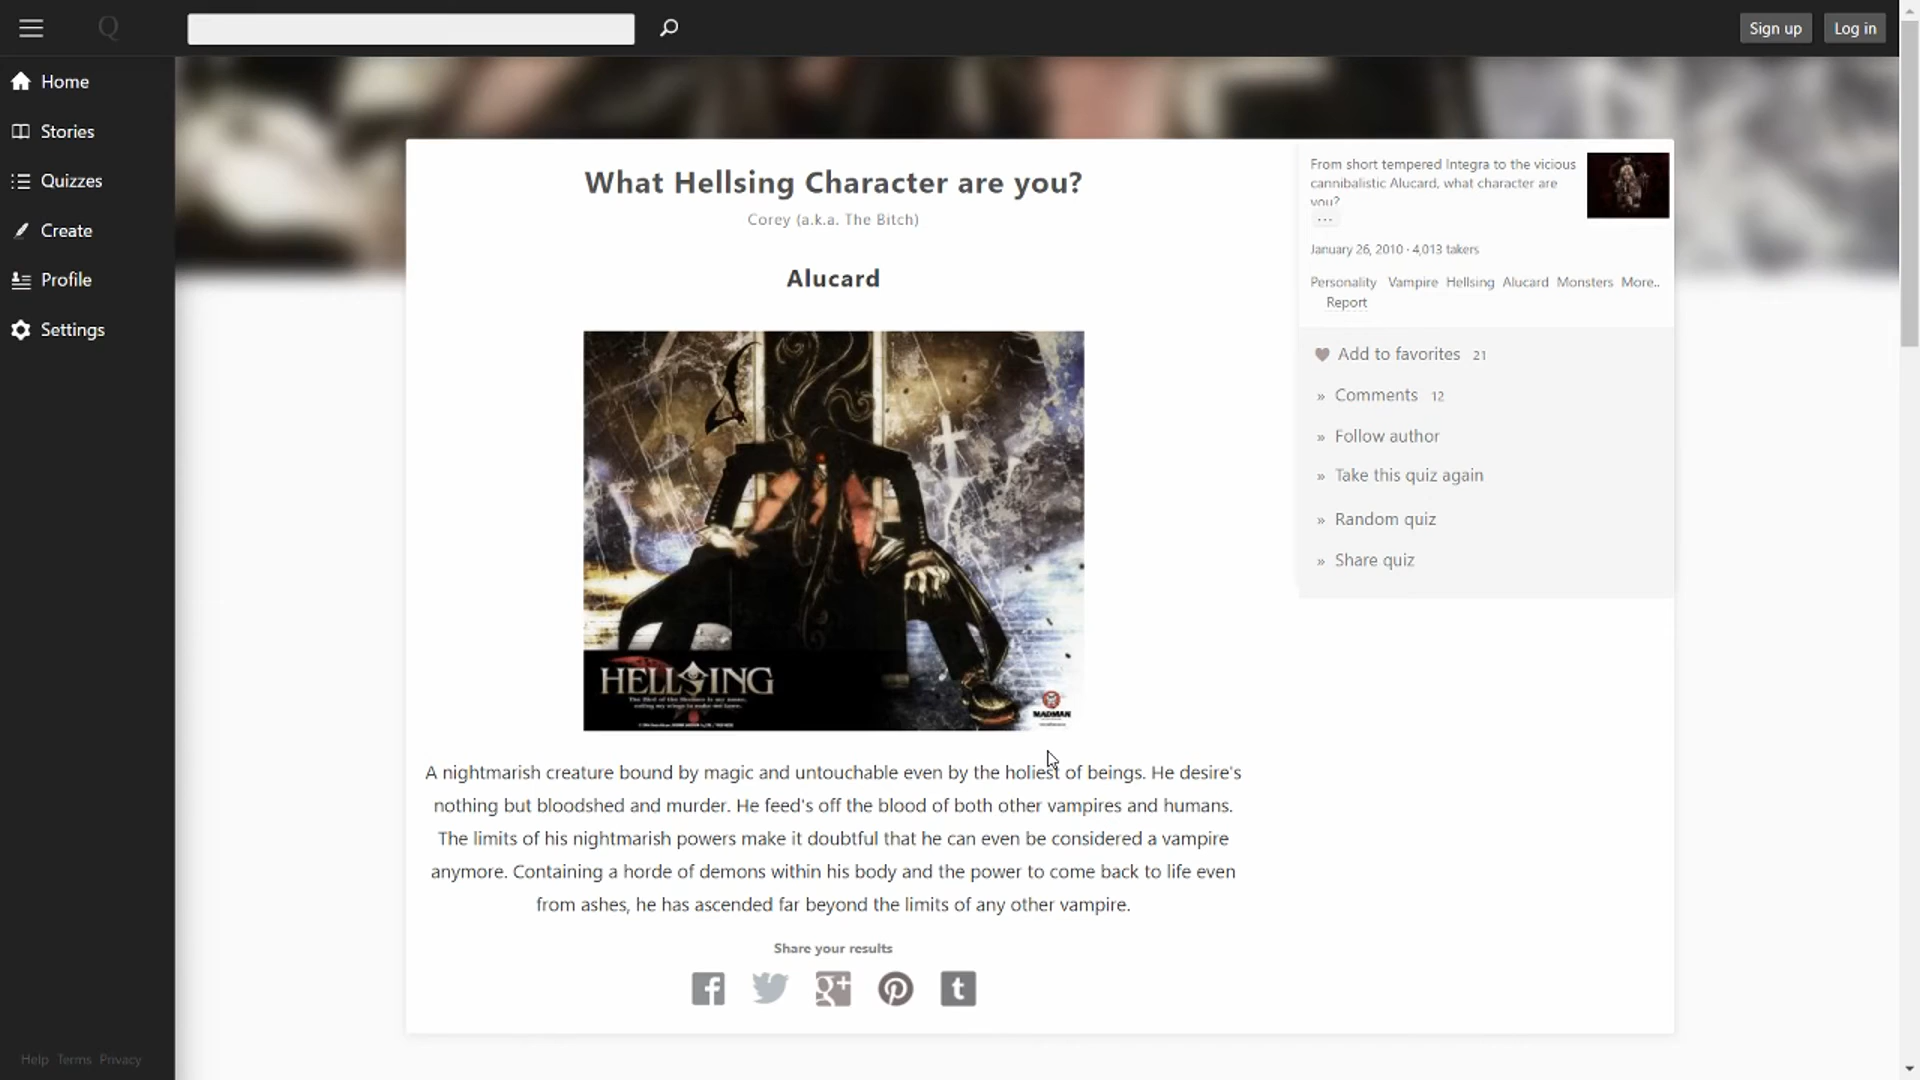 Q
Sign up
Log in
Home
Stories
Quizzes
Create
Profile
Settings
Help Terms Privacy
What Hellsing Character are you?
Corey (a.k.a. The Bitch)
Alucard
HELLSING
MADMAN
A nightmarish creature bound by magic and untouchable even by the holiest of beings. He desire's
nothing but bloodshed and murder. He feed's off the blood of both other vampires and humans.
The limits of his nightmarish powers make it doubtful that he can even be considered a vampire
anymore. Containing a horde of demons within his body and the power to come back to life even
from ashes, he has ascended far beyond the limits of any other vampire.
Share your results
From short tempered Integra to the vicious
cannibalistic Alucard, what character are
you?
...
January 26, 2010 · 4,013 takers
Personality Vampire Hellsing Alucard Monsters More..
Report
Add to favorites 21
» Comments 12
» Follow author
» Take this quiz again
» Random quiz
» Share quiz